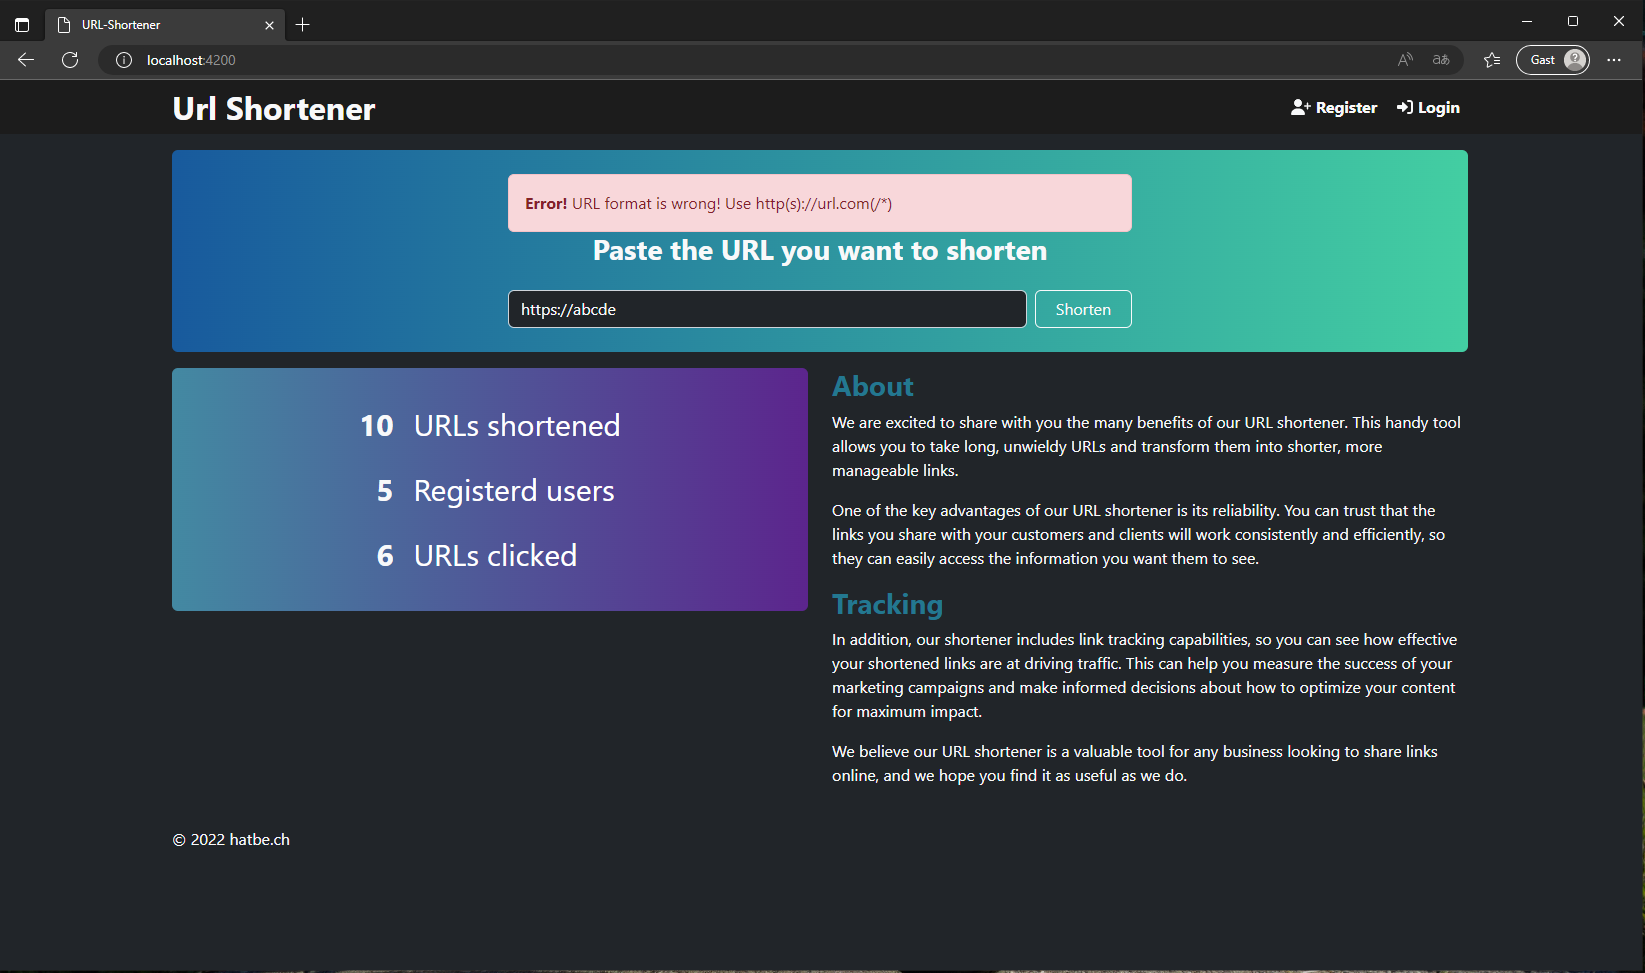 URL-Shortener
localhost:4200
Gast
Url Shortener
Register
Login
Error! URL format is wrong! Use http(s)://url.com(/*)
Paste the URL you want to shorten
https://abcde
Shorten
10 URLs shortened
5 Registerd users
6 URLs clicked
About
We are excited to share with you the many benefits of our URL shortener. This handy tool
allows you to take long, unwieldy URLs and transform them into shorter, more
manageable links.
One of the key advantages of our URL shortener is its reliability. You can trust that the
links you share with your customers and clients will work consistently and efficiently, so
they can easily access the information you want them to see.
Tracking
In addition, our shortener includes link tracking capabilities, so you can see how effective
your shortened links are at driving traffic. This can help you measure the success of your
marketing campaigns and make informed decisions about how to optimize your content
for maximum impact.
We believe our URL shortener is a valuable tool for any business looking to share links
online, and we hope you find it as useful as we do.
© 2022 hatbe.ch